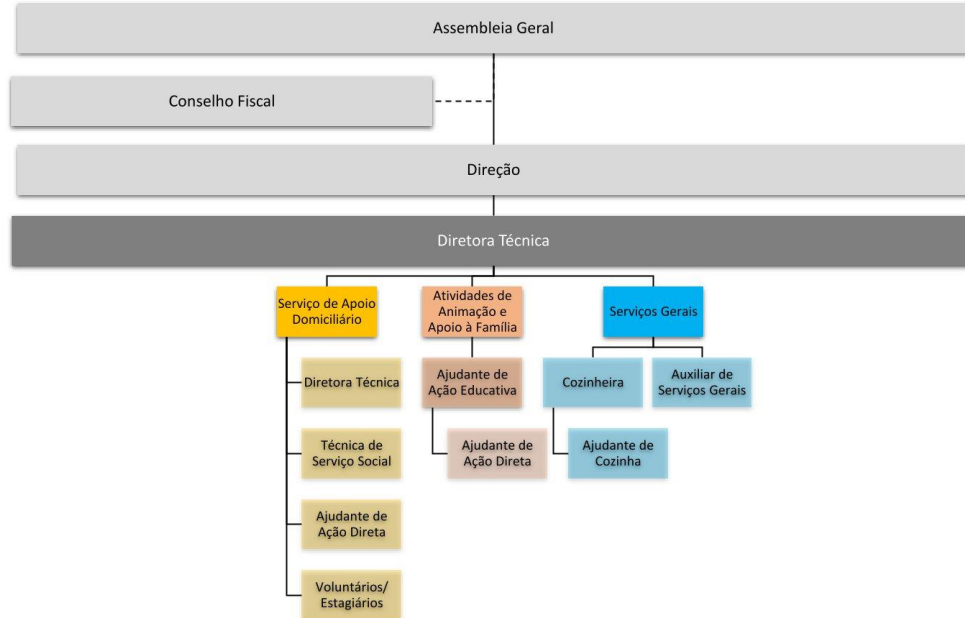 Assembleia Geral
Conselho Fiscal
Direção
Diretora Técnica
Serviço de Apoio
Domiciliário
Atividades de
Animação e
Apoio à Família
Serviços Gerais
Diretora Técnica
Ajudante de
Ação Educativa
Cozinheira
Auxiliar de
Serviços Gerais
Técnica de
Serviço Social
Ajudante de
Ação Direta
Ajudante de
Cozinha
Ajudante de
Ação Direta
Voluntários/
Estagiários